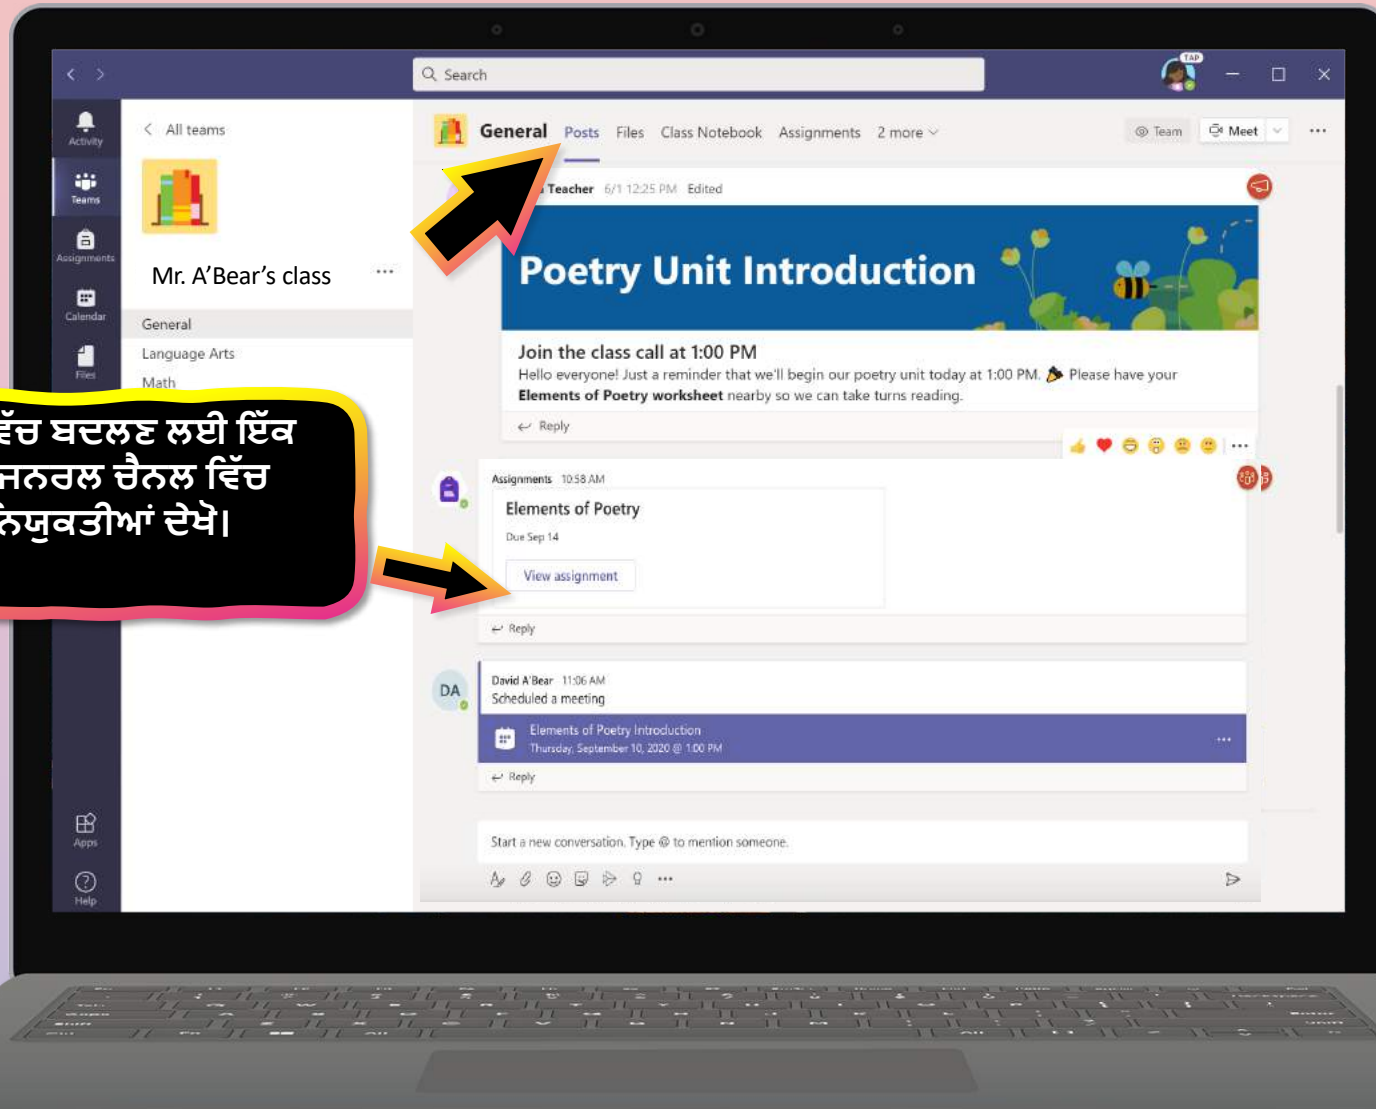 TAP
Search
Activity
Teams
Assignments
Calendar
Files
Apps
Help
All teams
Mr. A'Bear's class
General
Language Arts
Math
General Posts Files Class Notebook Assignments 2 more
Team Meet
Teacher 6/1 12:25 PM Edited
Poetry Unit Introduction
Join the class call at 1:00 PM
Hello everyone! Just a reminder that we'll begin our poetry unit today at 1:00 PM. Please have your
Elements of Poetry worksheet nearby so we can take turns reading.
Reply
ਬਦਲਣ ਲਈ ਇੱਕ
ਜਨਰਲ ਚੈਨਲ ਵਿੱਚ
ਨਿਯੁਕਤੀਆਂ ਦੇਖੋ।
Assignments 10:58 AM
Elements of Poetry
Due Sep 14
View assignment
Reply
DA
David A'Bear 11:06 AM
Scheduled a meeting
Elements of Poetry Introduction
Thursday, September 10, 2020 @ 1:00 PM
Reply
Start a new conversation. Type @ to mention someone.